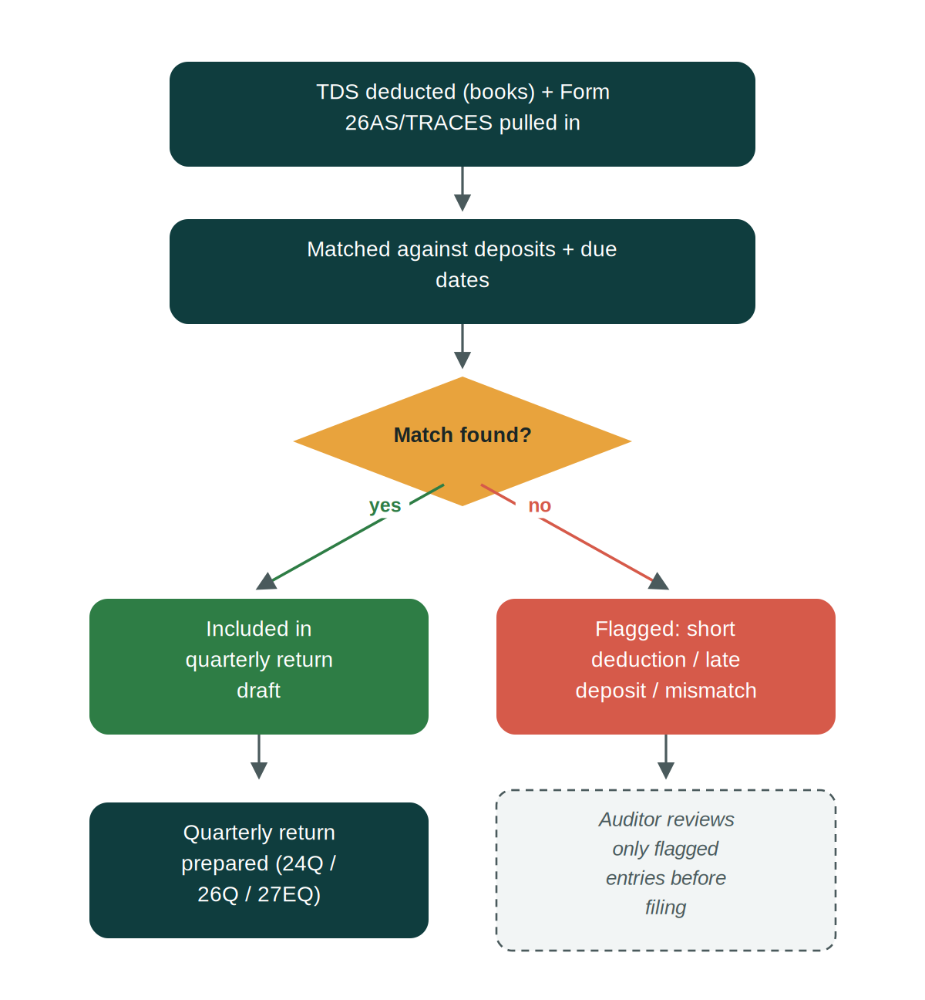 TDS deducted (books) + Form
26AS/TRACES pulled in
Matched against deposits + due
dates
Match found?
yes
no
Included in
quarterly return
draft
Flagged: short
deduction / late
deposit / mismatch
Quarterly return
prepared (24Q /
26Q / 27EQ)
Auditor reviews
only flagged
entries before
filing